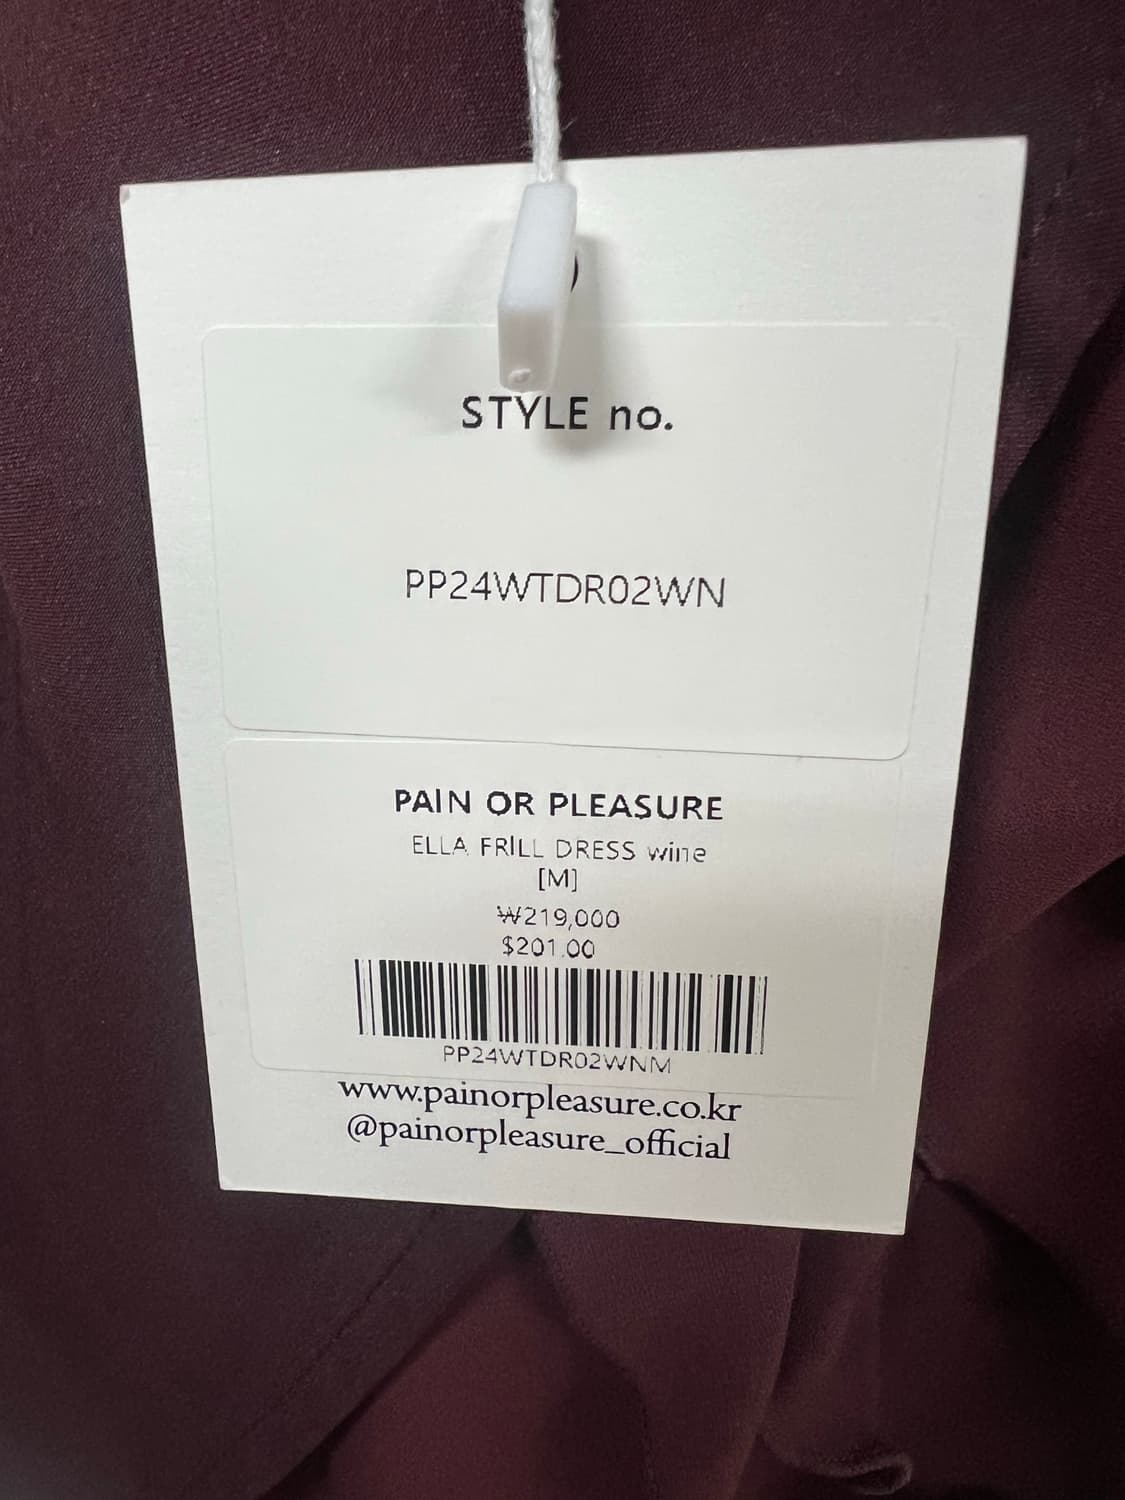 STYLE no.
PP24WTDR02WN
PAIN OR PLEASURE
ELLA FRILL DRESS wine
[M]
₩219,000
$201.00
PP24WTDR02WNM
www.painorpleasure.co.kr
@painorpleasure_official